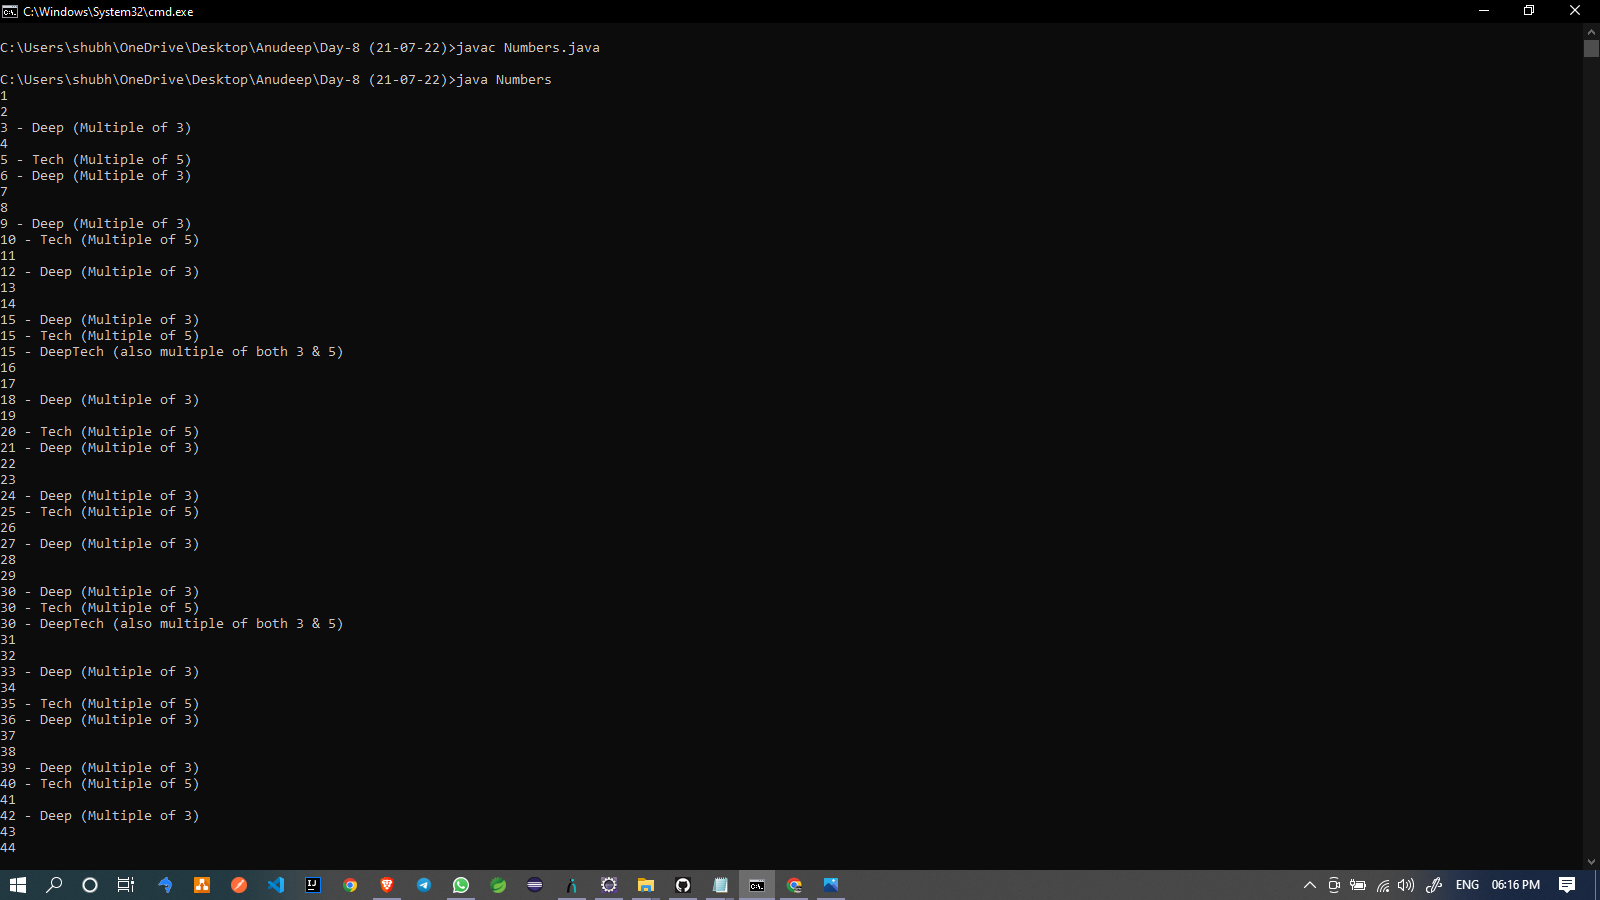 C:\Windows\System32\cmd.exe
C:\Users\shubh\OneDrive\Desktop\Anudeep\Day-8 (21-07-22)>javac Numbers.java
C:\Users\shubh\OneDrive\Desktop\Anudeep\Day-8 (21-07-22)>java Numbers
1
2
3 - Deep (Multiple of 3)
4
5 - Tech (Multiple of 5)
6 - Deep (Multiple of 3)
7
8
9 - Deep (Multiple of 3)
10 - Tech (Multiple of 5)
11
12 - Deep (Multiple of 3)
13
14
15 - Deep (Multiple of 3)
15 - Tech (Multiple of 5)
15 - DeepTech (also multiple of both 3 & 5)
16
17
18 - Deep (Multiple of 3)
19
20 - Tech (Multiple of 5)
21 - Deep (Multiple of 3)
22
23
24 - Deep (Multiple of 3)
25 - Tech (Multiple of 5)
26
27 - Deep (Multiple of 3)
28
29
30 - Deep (Multiple of 3)
30 - Tech (Multiple of 5)
30 - DeepTech (also multiple of both 3 & 5)
31
32
33 - Deep (Multiple of 3)
34
35 - Tech (Multiple of 5)
36 - Deep (Multiple of 3)
37
38
39 - Deep (Multiple of 3)
40 - Tech (Multiple of 5)
41
42 - Deep (Multiple of 3)
43
44
ENG 06:16 PM